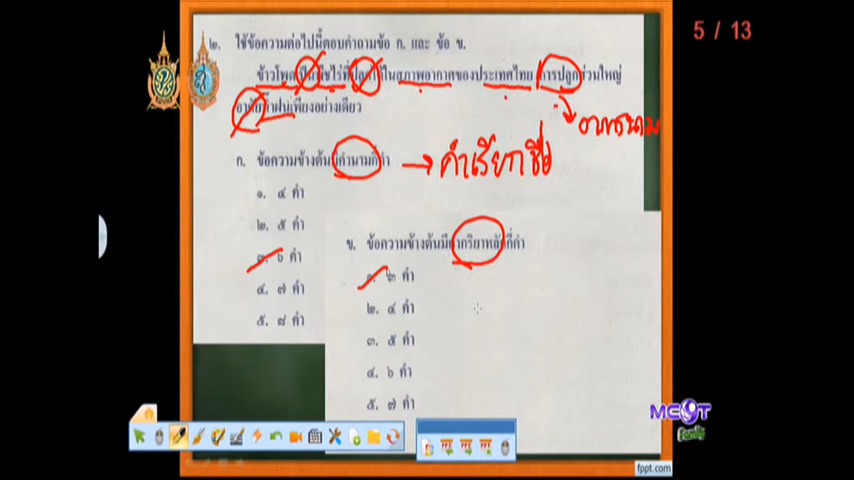 5 / 13
๒. ใช้ข้อความต่อไปนี้ตอบคำถามข้อ ก. และ ข้อ ข.
ข้าวโพดเป็นพืชไร่ที่ปลูกได้ในสภาพอากาศของประเทศไทย การปลูกส่วนใหญ่
อาศัยน้ำฝนเพียงอย่างเดียว
อาการนาม
ก. ข้อความข้างต้นมีคำนามกี่คำ
คำเรียกชื่อ
๑. ๔ คำ
๒. ๕ คำ
๓. ๖ คำ
๔. ๗ คำ
๕. ๘ คำ
ข. ข้อความข้างต้นมีคำกริยาหลักกี่คำ
๑. ๓ คำ
๒. ๔ คำ
๓. ๕ คำ
๔. ๖ คำ
๕. ๗ คำ
MCOT
family
fppt.com